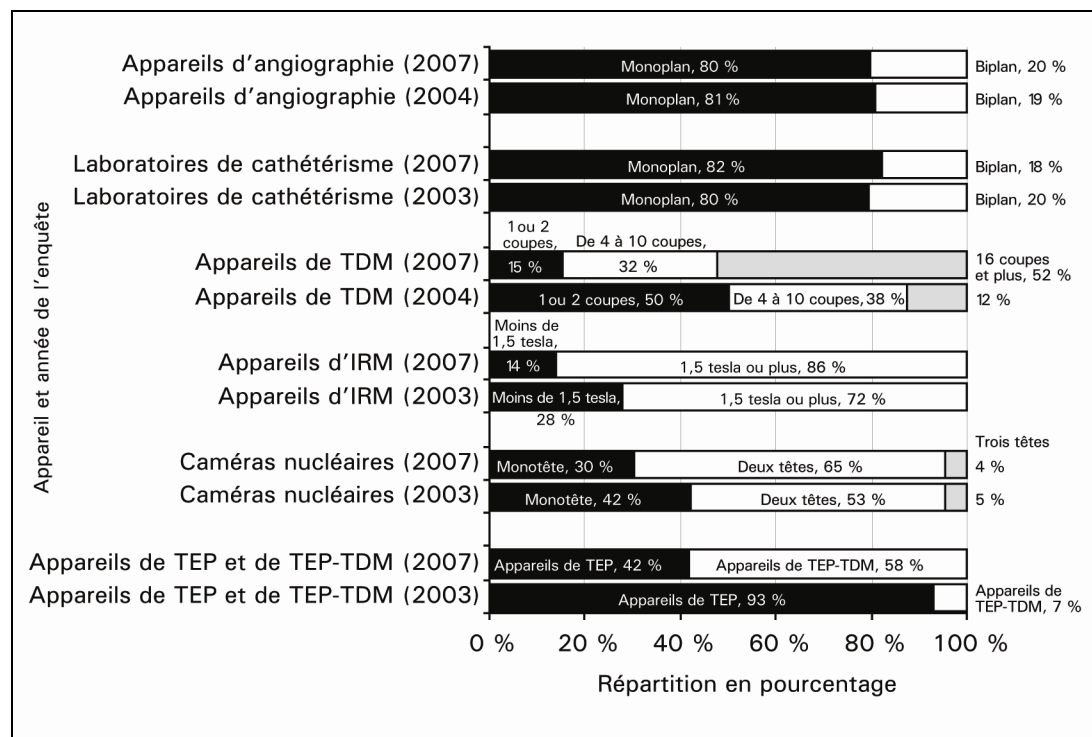 Appareil et année de l'enquête
Appareils d'angiographie (2007)
Monoplan, 80 %
Biplan, 20 %
Appareils d'angiographie (2004)
Monoplan, 81 %
Biplan, 19 %
Laboratoires de cathétérisme (2007)
Monoplan, 82 %
Biplan, 18 %
Laboratoires de cathétérisme (2003)
Monoplan, 80 %
Biplan, 20 %
Appareils de TDM (2007)
1 ou 2
coupes,
15 %
De 4 à 10 coupes,
32 %
16 coupes
et plus, 52 %
Appareils de TDM (2004)
1 ou 2 coupes, 50 %
De 4 à 10 coupes, 38 %
12 %
Appareils d'IRM (2007)
Moins de
1,5 tesla,
14 %
1,5 tesla ou plus, 86 %
Appareils d'IRM (2003)
Moins de 1,5 tesla,
28 %
1,5 tesla ou plus, 72 %
Caméras nucléaires (2007)
Monotête, 30 %
Deux têtes, 65 %
Trois têtes
4 %
Caméras nucléaires (2003)
Monotête, 42 %
Deux têtes, 53 %
5 %
Appareils de TEP et de TEP-TDM (2007)
Appareils de TEP, 42 %
Appareils de TEP-TDM, 58 %
Appareils de TEP et de TEP-TDM (2003)
Appareils de TEP, 93 %
Appareils de
TEP-TDM, 7 %
0 % 20 % 40 % 60 % 80 % 100 %
Répartition en pourcentage